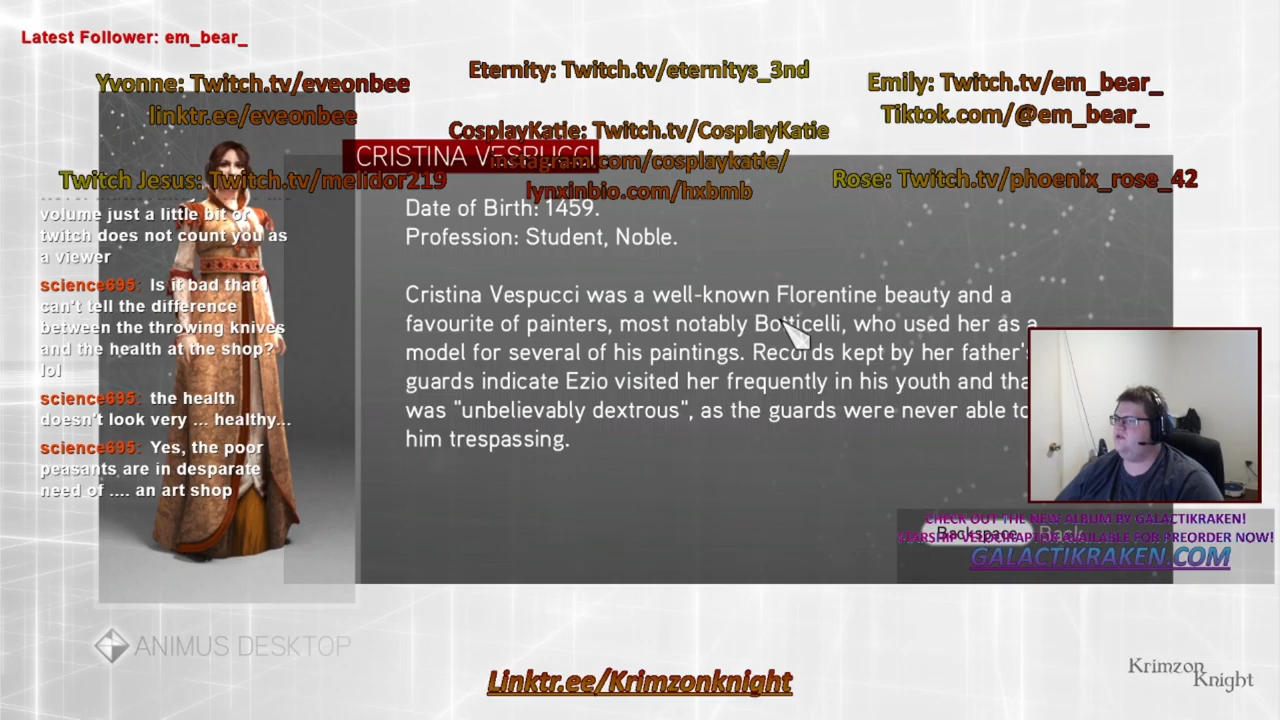 Latest Follower: em_bear_
Yvonne: Twitch.tv/eveonbee
linktr.ee/eveonbee
Eternity: Twitch.tv/eternitys_3nd
Emily: Twitch.tv/em_bear_
Tiktok.com/@em_bear_
CosplayKatie: Twitch.tv/CosplayKatie
instagram.com/cosplaykatie/
lynxinbio.com/hxbmb
Twitch Jesus: Twitch.tv/melidor219
Rose: Twitch.tv/phoenix_rose_42
CRISTINA VESPUCCI
Date of Birth: 1459.
Profession: Student, Noble.
Cristina Vespucci was a well-known Florentine beauty and a
favourite of painters, most notably Botticelli, who used her as a
model for several of his paintings. Records kept by her father's
guards indicate Ezio visited her frequently in his youth and tha
was "unbelievably dextrous", as the guards were never able to
him trespassing.
volume just a little bit or
twitch does not count you as
a viewer
science695: Is it bad that I
can't tell the difference
between the throwing knives
and the health at the shop?
lol
science695: the health
doesn't look very ... healthy...
science695: Yes, the poor
peasants are in desparate
need of .... an art shop
CHECK OUT THE NEW ALBUM BY GALACTIKRAKEN!
STARSHIP VELOCIRAPTOR AVAILABLE FOR PREORDER NOW!
Backspace Back
GALACTIKRAKEN.COM
ANIMUS DESKTOP
Linktr.ee/Krimzonknight
Krimzon
Knight